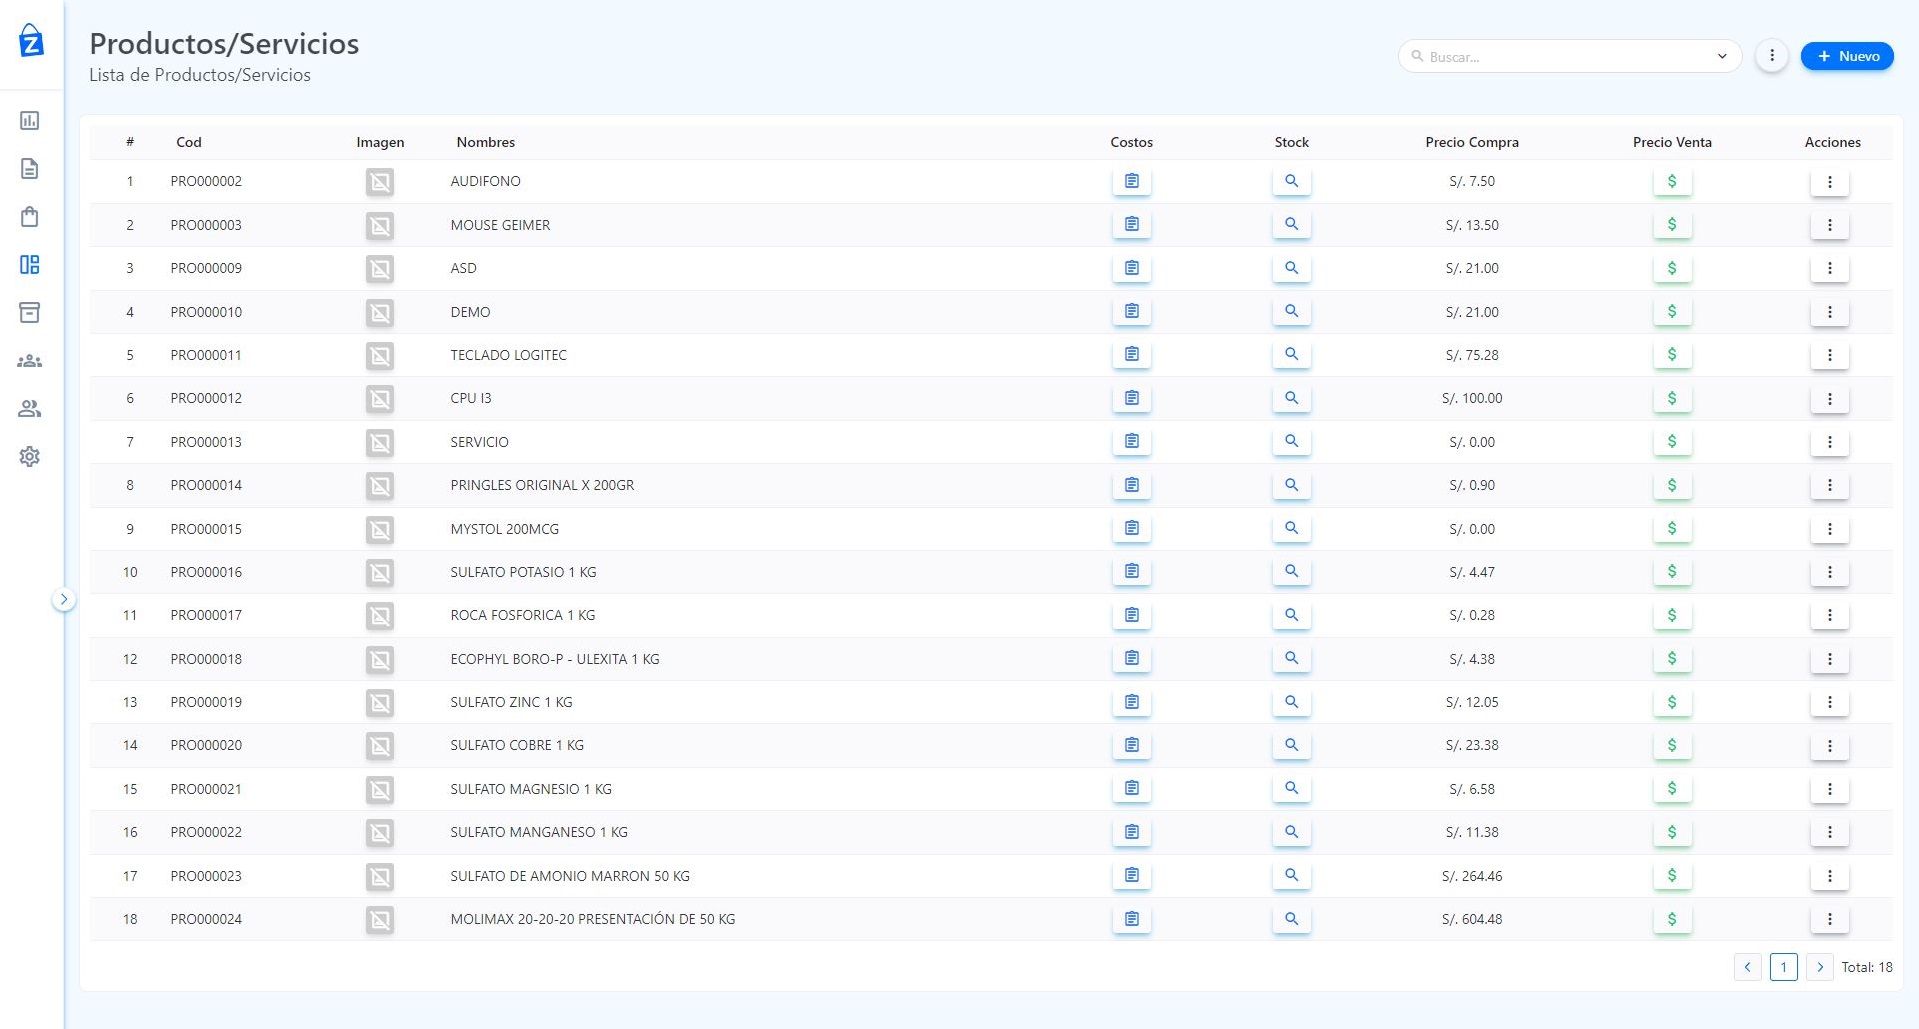 Z
Productos/Servicios
Lista de Productos/Servicios
Buscar...
+ Nuevo
# Cod Imagen Nombres Costos Stock Precio Compra Precio Venta Acciones
1 PRO000002 AUDIFONO S/. 7.50 $
2 PRO000003 MOUSE GEIMER S/. 13.50 $
3 PRO000009 ASD S/. 21.00 $
4 PRO000010 DEMO S/. 21.00 $
5 PRO000011 TECLADO LOGITEC S/. 75.28 $
6 PRO000012 CPU I3 S/. 100.00 $
7 PRO000013 SERVICIO S/. 0.00 $
8 PRO000014 PRINGLES ORIGINAL X 200GR S/. 0.90 $
9 PRO000015 MYSTOL 200MCG S/. 0.00 $
10 PRO000016 SULFATO POTASIO 1 KG S/. 4.47 $
11 PRO000017 ROCA FOSFORICA 1 KG S/. 0.28 $
12 PRO000018 ECOPHYL BORO-P - ULEXITA 1 KG S/. 4.38 $
13 PRO000019 SULFATO ZINC 1 KG S/. 12.05 $
14 PRO000020 SULFATO COBRE 1 KG S/. 23.38 $
15 PRO000021 SULFATO MAGNESIO 1 KG S/. 6.58 $
16 PRO000022 SULFATO MANGANESO 1 KG S/. 11.38 $
17 PRO000023 SULFATO DE AMONIO MARRON 50 KG S/. 264.46 $
18 PRO000024 MOLIMAX 20-20-20 PRESENTACIÓN DE 50 KG S/. 604.48 $
1 Total: 18